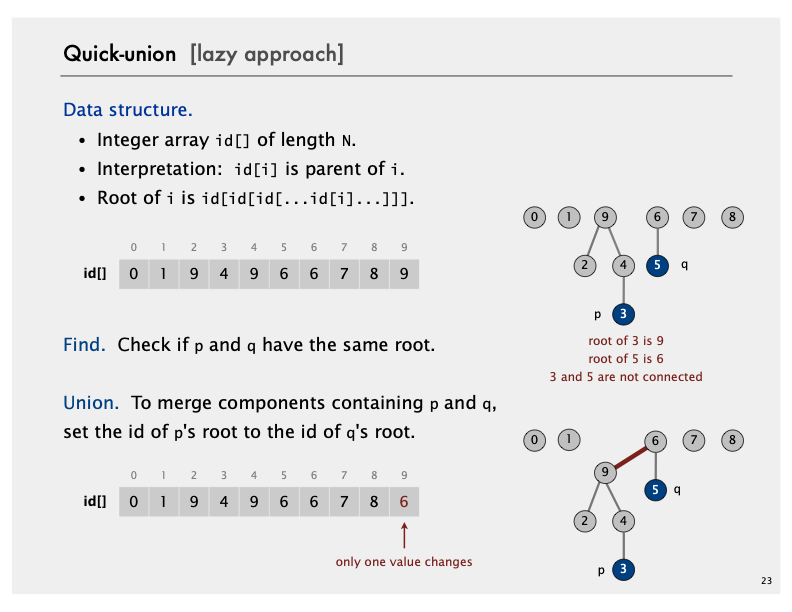 Quick-union [lazy approach]
Data structure.
• Integer array id[] of length N.
• Interpretation: id[i] is parent of i.
• Root of i is id[id[id[...id[i]...]]].
0 1 2 3 4 5 6 7 8 9
id[] 0 1 9 4 9 6 6 7 8 9
0 1 9 6 7 8
2 4 5 q
p 3
root of 3 is 9
root of 5 is 6
3 and 5 are not connected
Find. Check if p and q have the same root.
Union. To merge components containing p and q,
set the id of p's root to the id of q's root.
0 1 2 3 4 5 6 7 8 9
id[] 0 1 9 4 9 6 6 7 8 6
only one value changes
0 1 6 7 8
9
5 q
2 4
p 3
23